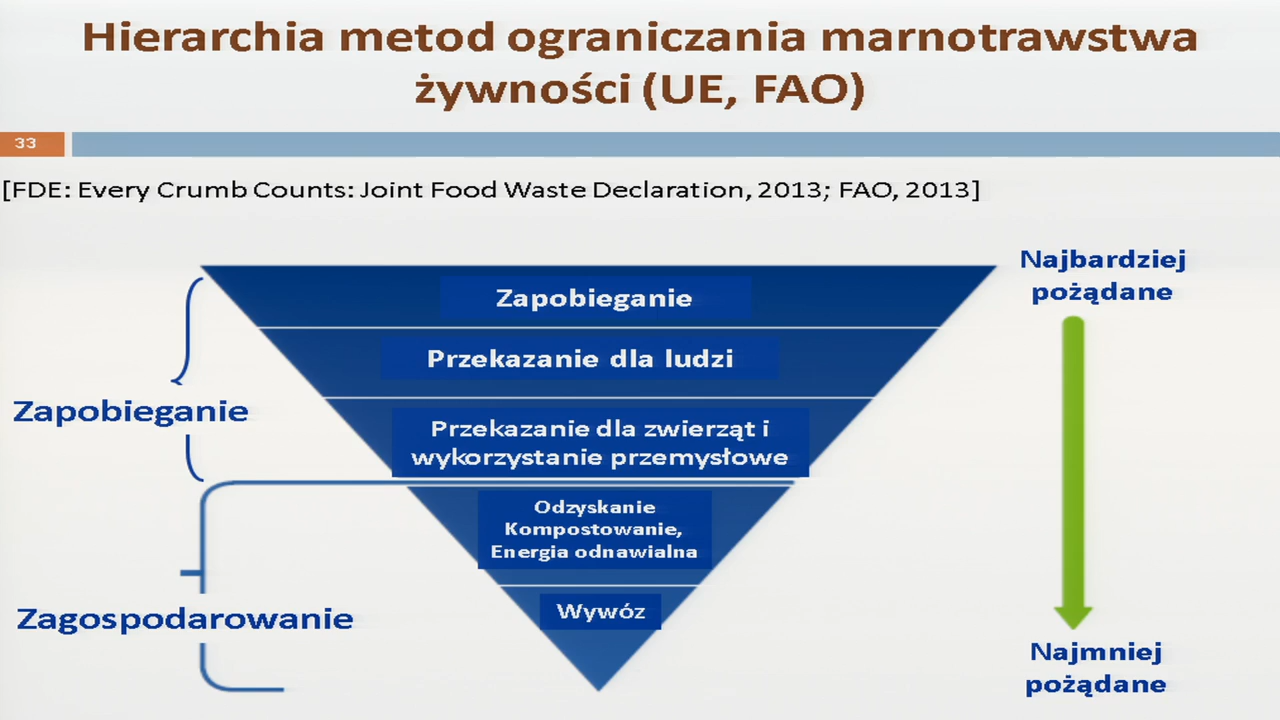 Hierarchia metod ograniczania marnotrawstwa
żywności (UE, FAO)
33
[FDE: Every Crumb Counts: Joint Food Waste Declaration, 2013; FAO, 2013]
Najbardziej
pożądane
Zapobieganie
Przekazanie dla ludzi
Zapobieganie
Przekazanie dla zwierząt i
wykorzystanie przemysłowe
Odzyskanie
Kompostowanie,
Energia odnawialna
Wywóz
Zagospodarowanie
Najmniej
pożądane